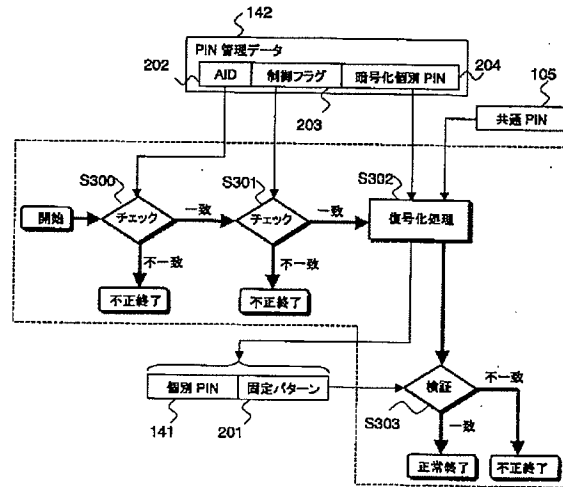 142
PIN 管理データ
202
AID
制御フラグ
暗号化個別 PIN
204
203
105
共通 PIN
S300
S301
S302
開始
チェック
一致
チェック
一致
復号化処理
不一致
不一致
不正終了
不正終了
個別 PIN
固定パターン
検証
不一致
141
201
S303
一致
正常終了
不正終了